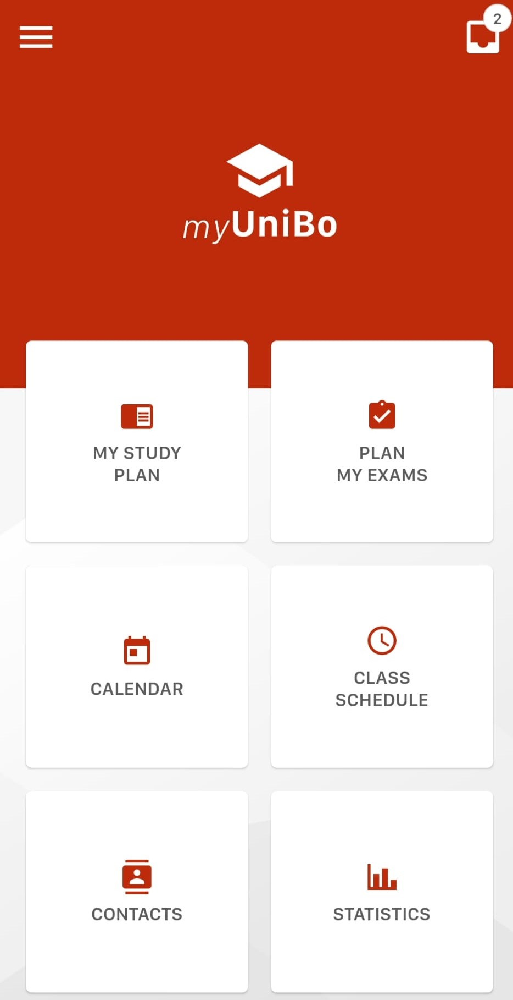 2
myUniBo
MY STUDY
PLAN
PLAN
MY EXAMS
CALENDAR
CLASS
SCHEDULE
CONTACTS
STATISTICS